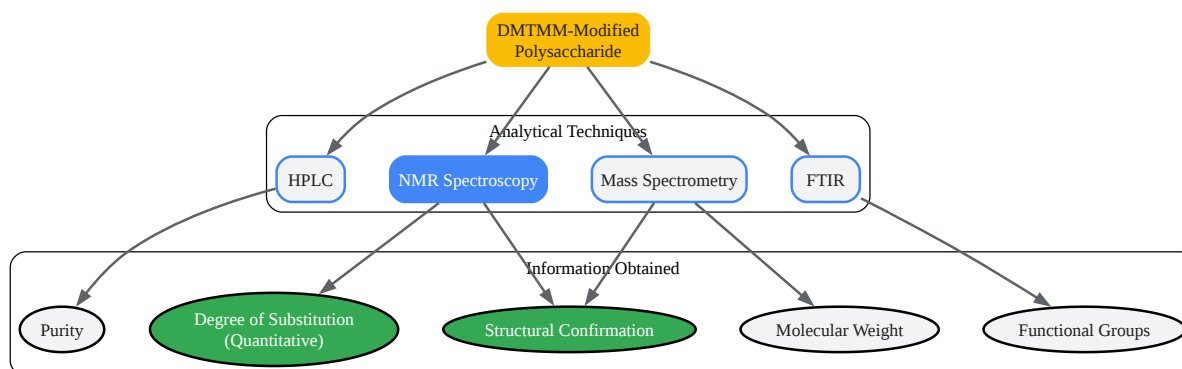 DMTMM-Modified
Polysaccharide
Analytical Techniques
HPLC
NMR Spectroscopy
Mass Spectrometry
FTIR
Information Obtained
Purity
Degree of Substitution
(Quantitative)
Structural Confirmation
Molecular Weight
Functional Groups